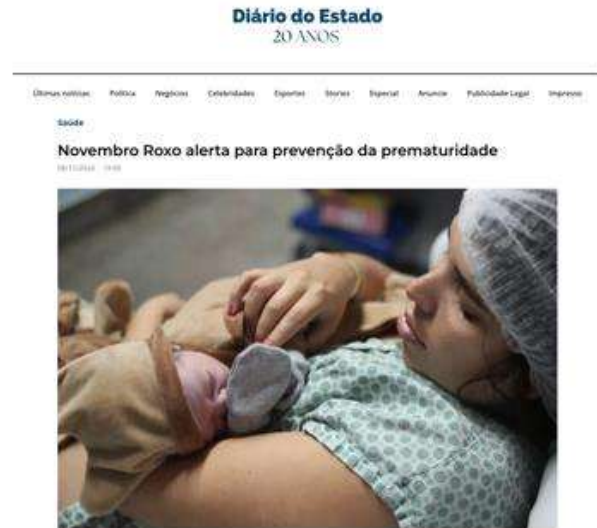 Diário do Estado
20 ANOS
Últimas notícias Política Negócios Celebridades Esportes Stories Especial Anuncie Publicidade Legal Impresso
Saúde
Novembro Roxo alerta para prevenção da prematuridade